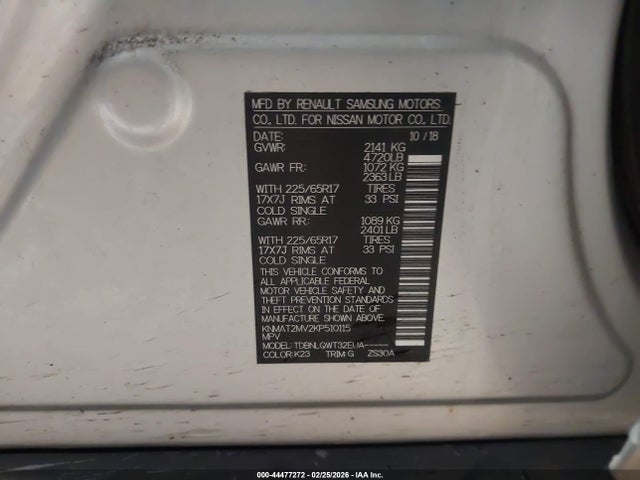 MFD BY RENAULT SAMSUNG MOTORS
CO., LTD. FOR NISSAN MOTOR CO., LTD.
DATE: 10/18
GVWR: 2141 KG
4720LB
GAWR FR: 1072 KG
2363LB
WITH 225/65R17 TIRES
17X7J RIMS AT 33 PSI
COLD SINGLE
GAWR RR: 1089 KG
2401LB
WITH 225/65R17 TIRES
17X7J RIMS AT 33 PSI
COLD SINGLE
THIS VEHICLE CONFORMS TO
ALL APPLICABLE FEDERAL
MOTOR VEHICLE SAFETY AND
THEFT PREVENTION STANDARDS
IN EFFECT ON THE DATE OF
MANUFACTURE SHOWN ABOVE.
KNMAT2MV2KP510115
MPV
MODEL: TDBNLQWT32EUA------
COLOR: K23 TRIM: G ZS30A
000-44477272 - 02/25/2026 - IAA Inc.